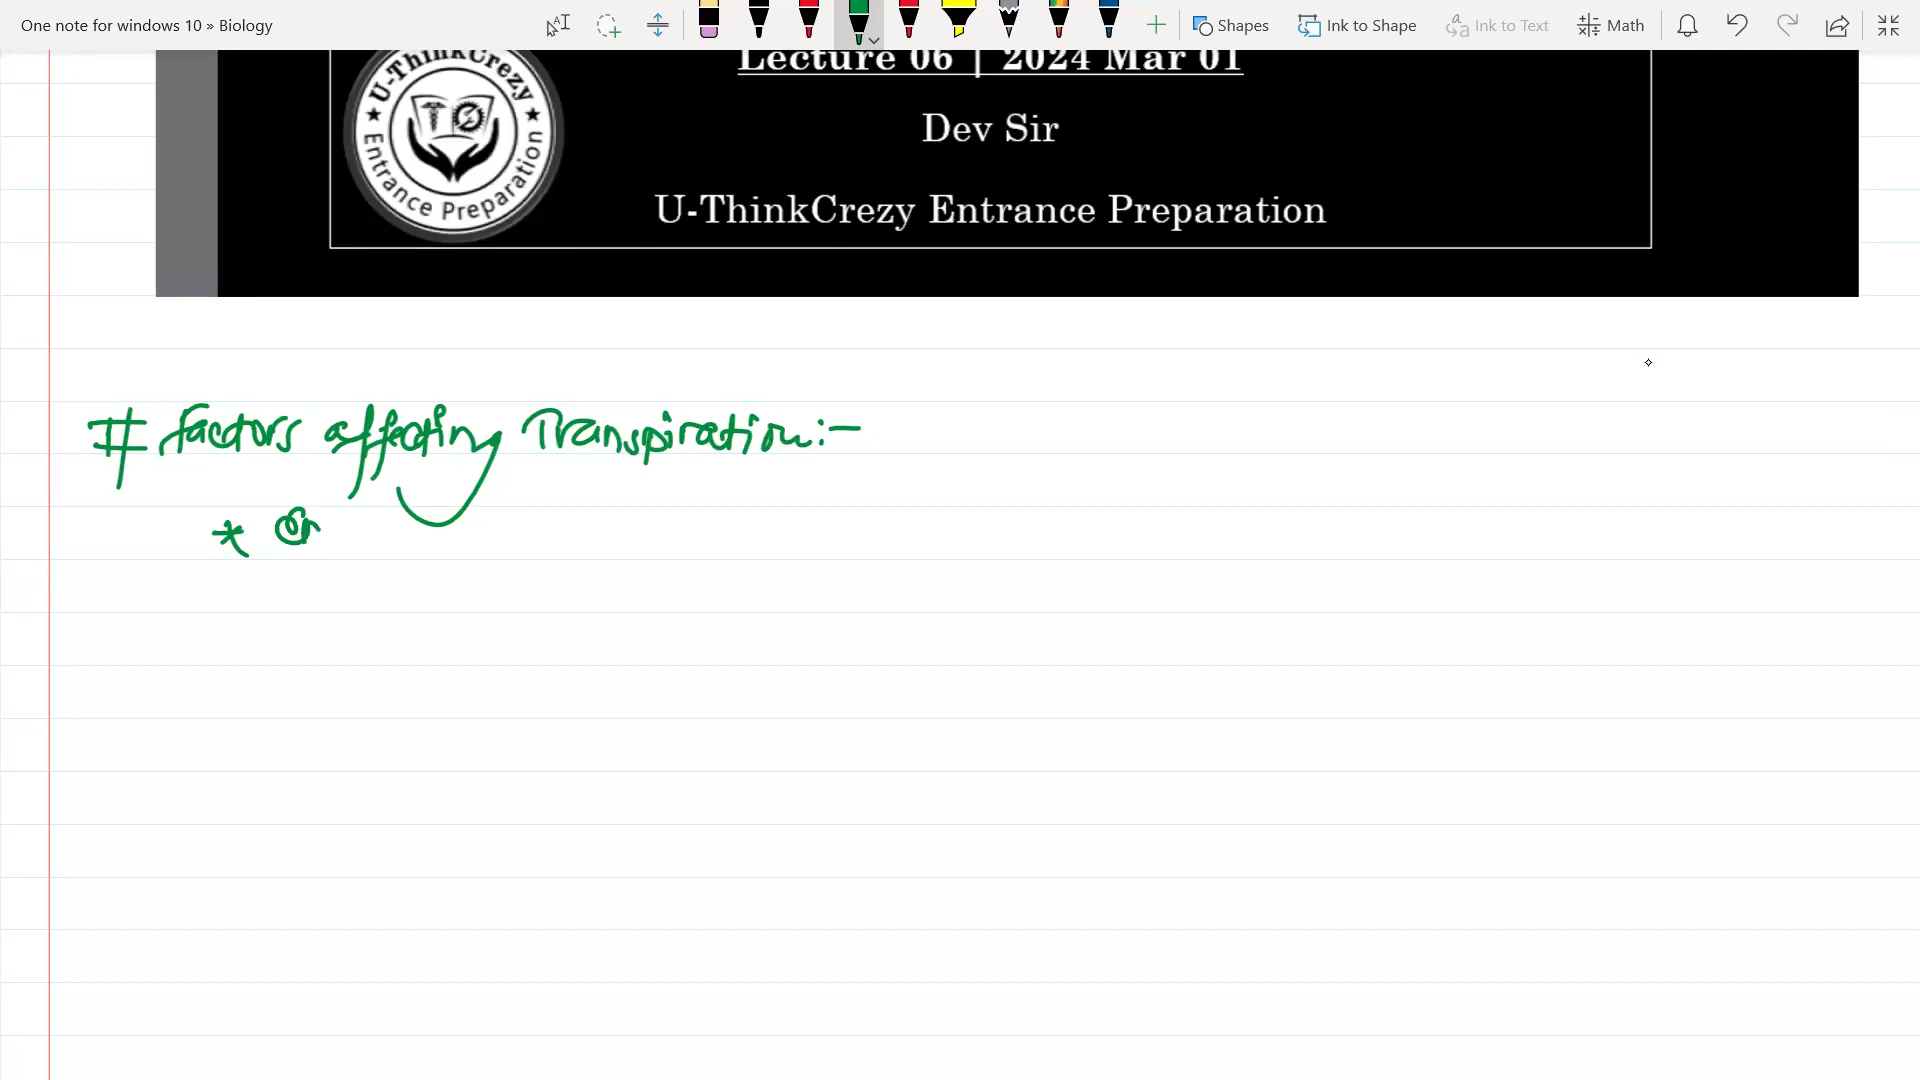 One note for windows 10 » Biology
Shapes
Ink to Shape
Ink to Text
Math
Lecture 06 | 2024 Mar 01
Dev Sir
U-ThinkCrezy Entrance Preparation
U-ThinkCrezy
Entrance Preparation
# Factors affecting Transpiration:-
*